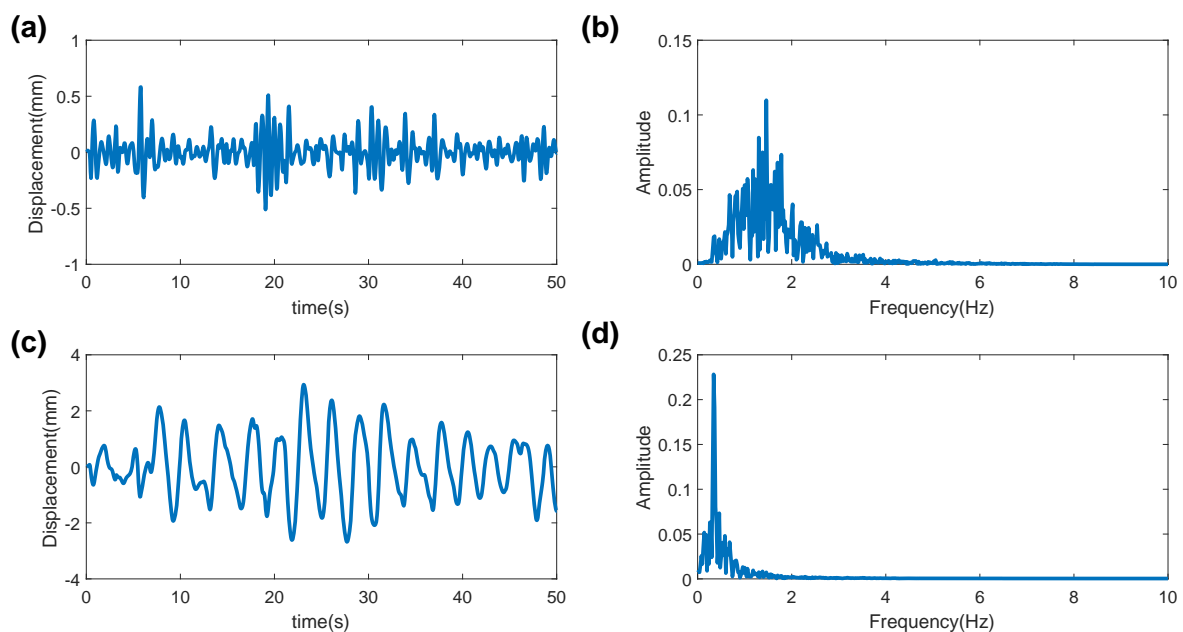 (a)
1
0.5
0
-0.5
-1
Displacement(mm)
0 10 20 30 40 50
time(s)
(b)
0.15
0.1
0.05
0
Amplitude
0 2 4 6 8 10
Frequency(Hz)
(c)
4
2
0
-2
-4
Displacement(mm)
0 10 20 30 40 50
time(s)
(d)
0.25
0.2
0.15
0.1
0.05
0
Amplitude
0 2 4 6 8 10
Frequency(Hz)